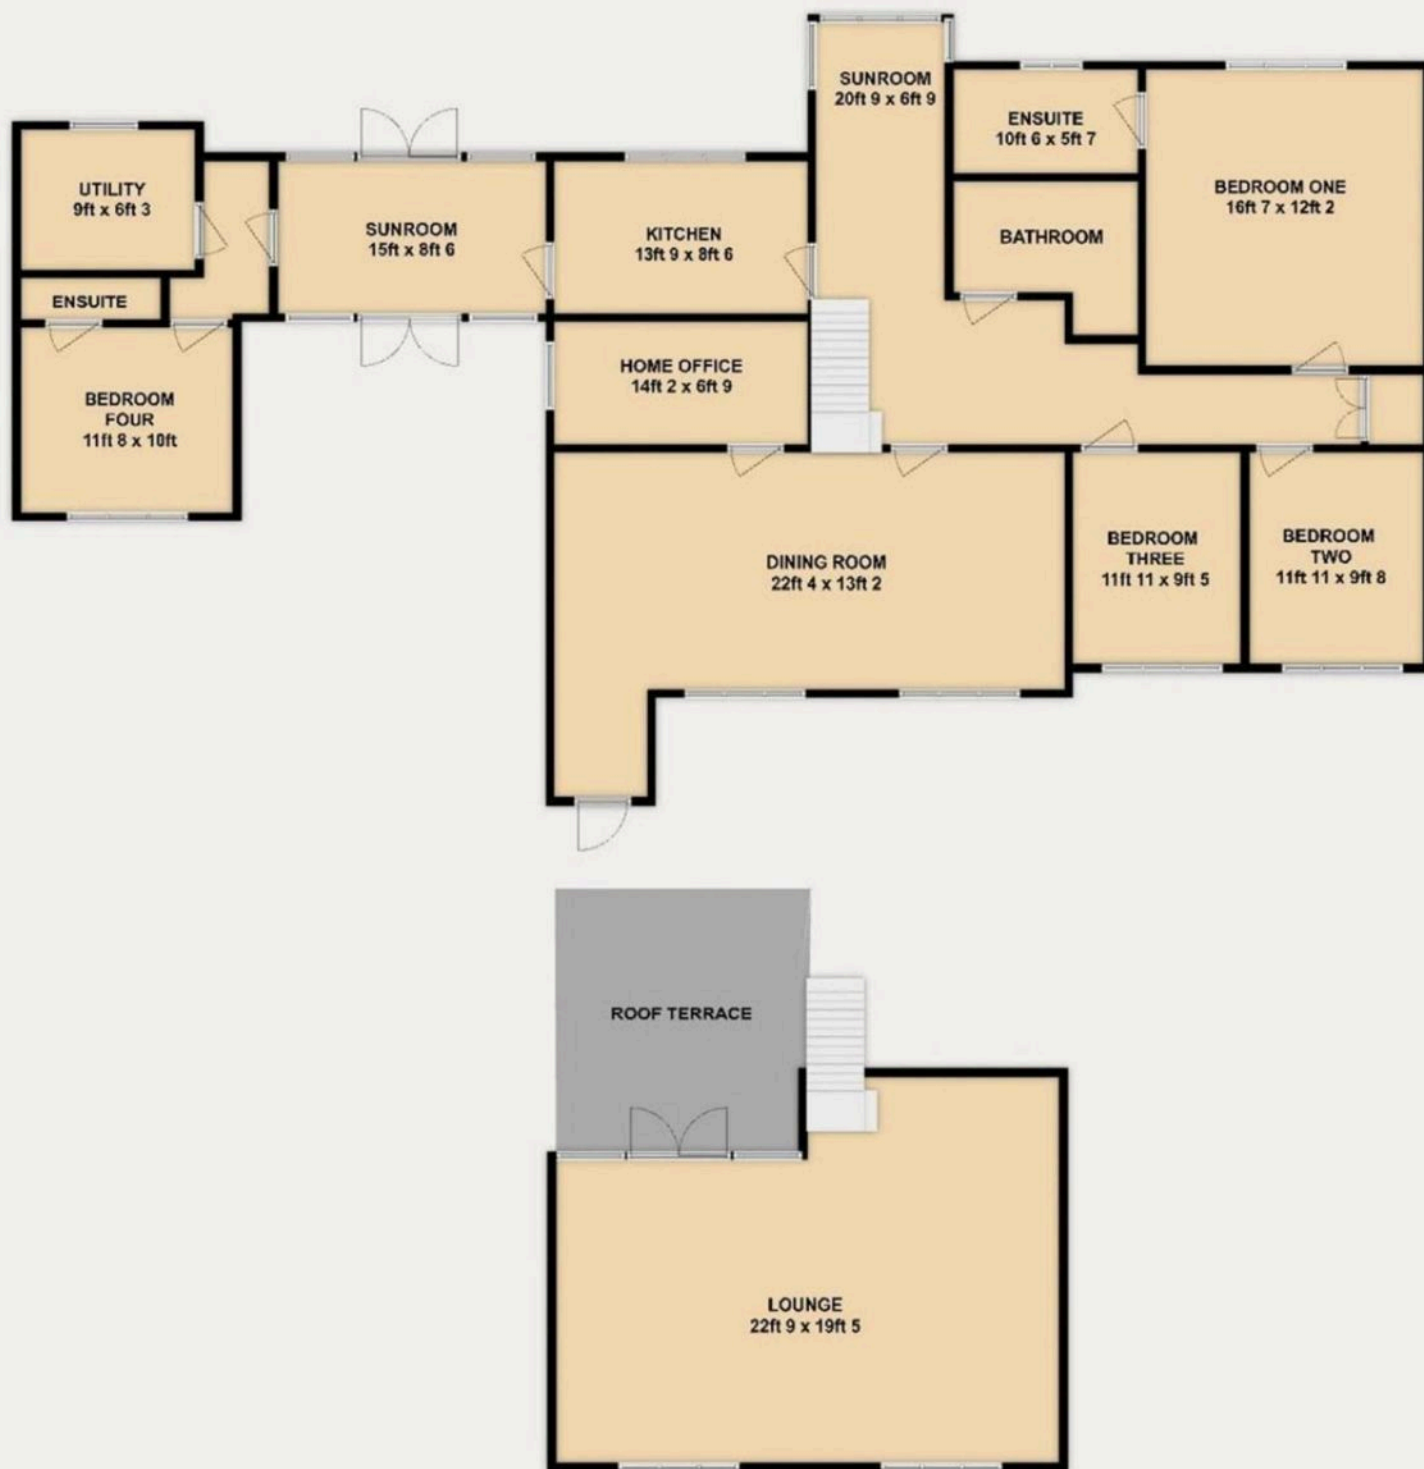 SUNROOM
20ft 9 x 6ft 9
ENSUITE
10ft 6 x 5ft 7
BEDROOM ONE
16ft 7 x 12ft 2
UTILITY
9ft x 6ft 3
SUNROOM
15ft x 8ft 6
KITCHEN
13ft 9 x 8ft 6
BATHROOM
ENSUITE
HOME OFFICE
14ft 2 x 6ft 9
BEDROOM
FOUR
11ft 8 x 10ft
DINING ROOM
22ft 4 x 13ft 2
BEDROOM
THREE
11ft 11 x 9ft 5
BEDROOM
TWO
11ft 11 x 9ft 8
ROOF TERRACE
LOUNGE
22ft 9 x 19ft 5